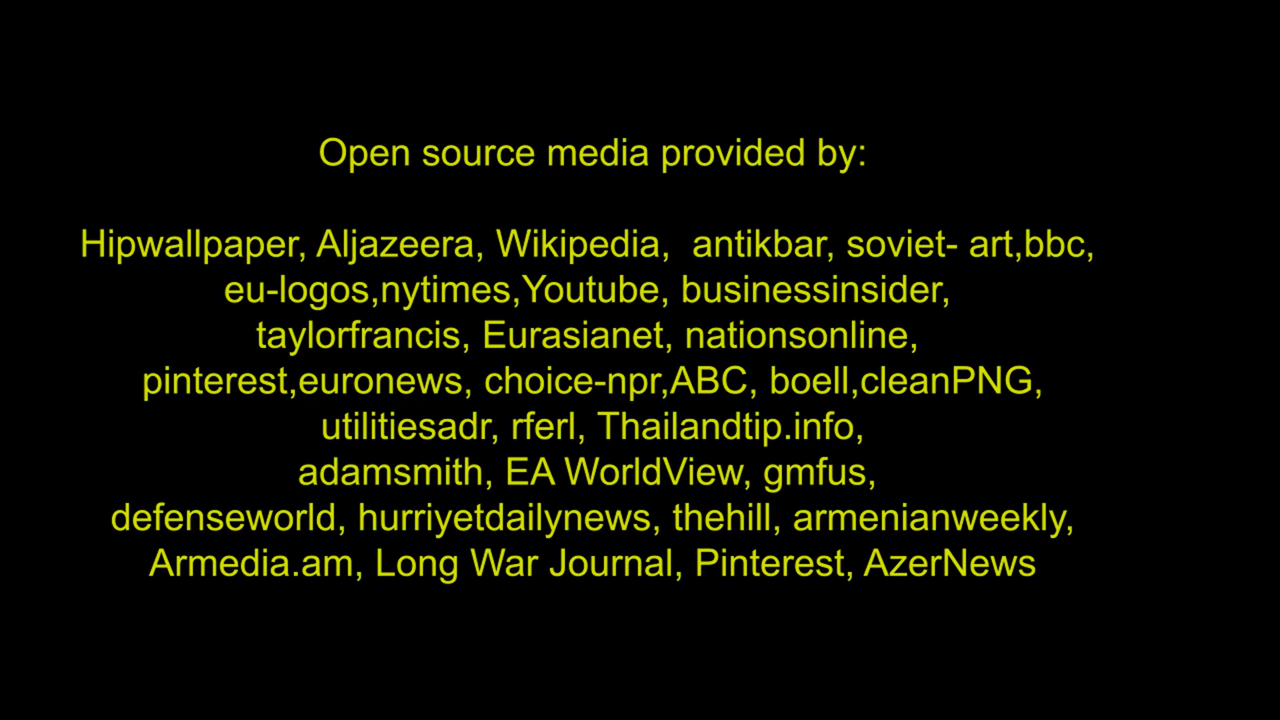 Open source media provided by:
Hipwallpaper, Aljazeera, Wikipedia,  antikbar, soviet- art,bbc,
eu-logos,nytimes,Youtube, businessinsider,
taylorfrancis, Eurasianet, nationsonline,
pinterest,euronews, choice-npr,ABC, boell,cleanPNG,
utilitiesadr, rferl, Thailandtip.info,
adamsmith, EA WorldView, gmfus,
defenseworld, hurriyetdailynews, thehill, armenianweekly,
Armedia.am, Long War Journal, Pinterest, AzerNews